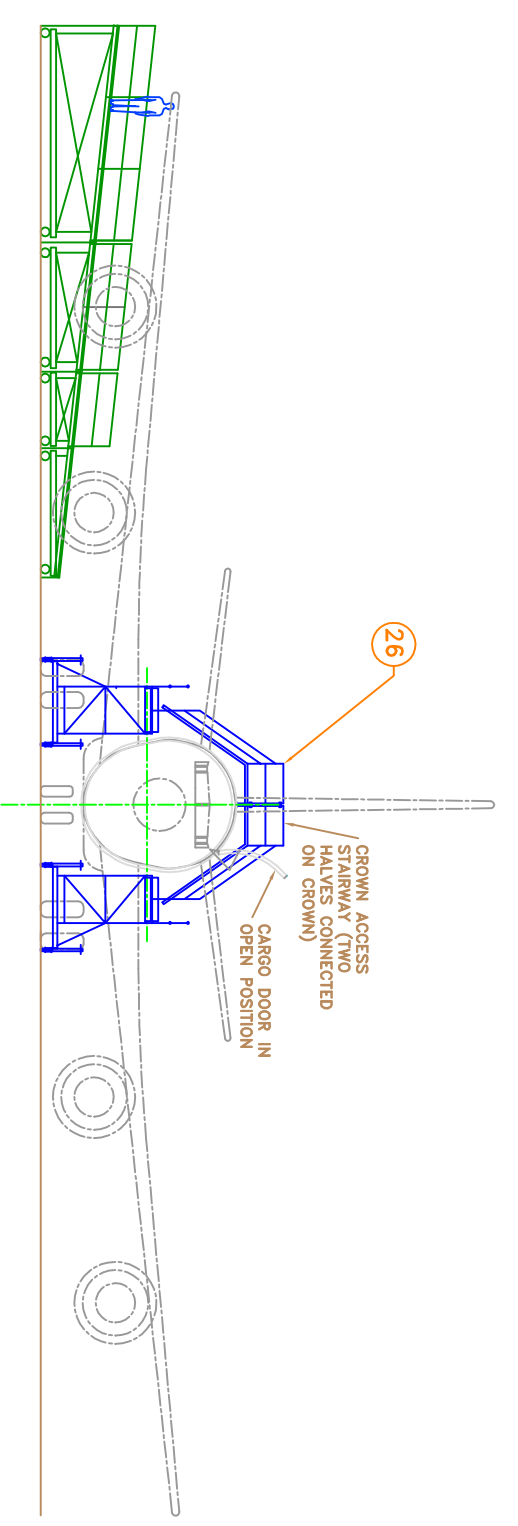 26
CROWN ACCESS
STAIRWAY (TWO
HALVES CONNECTED
ON CROWN)
CARGO DOOR IN
OPEN POSITION